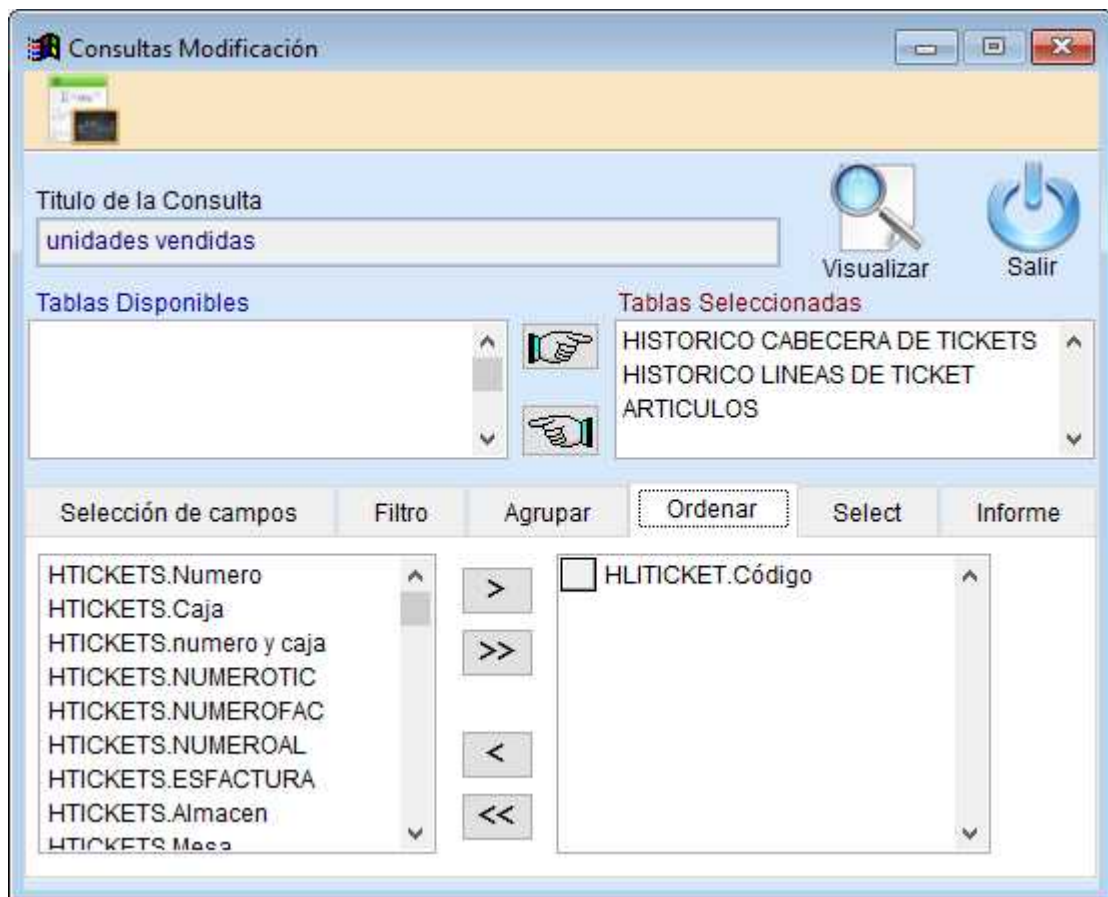 Consultas Modificación
Titulo de la Consulta
unidades vendidas
Visualizar
Salir
Tablas Disponibles
Tablas Seleccionadas
HISTORICO CABECERA DE TICKETS
HISTORICO LINEAS DE TICKET
ARTICULOS
Selección de campos
Filtro
Agrupar
Ordenar
Select
Informe
HTICKETS.Numero
HTICKETS.Caja
HTICKETS.numero y caja
HTICKETS.NUMEROTIC
HTICKETS.NUMEROFAC
HTICKETS.NUMEROAL
HTICKETS.ESFACTURA
HTICKETS.Almacen
HTICKETS.Mesa
>
>>
<
<<
HLITICKET.Código